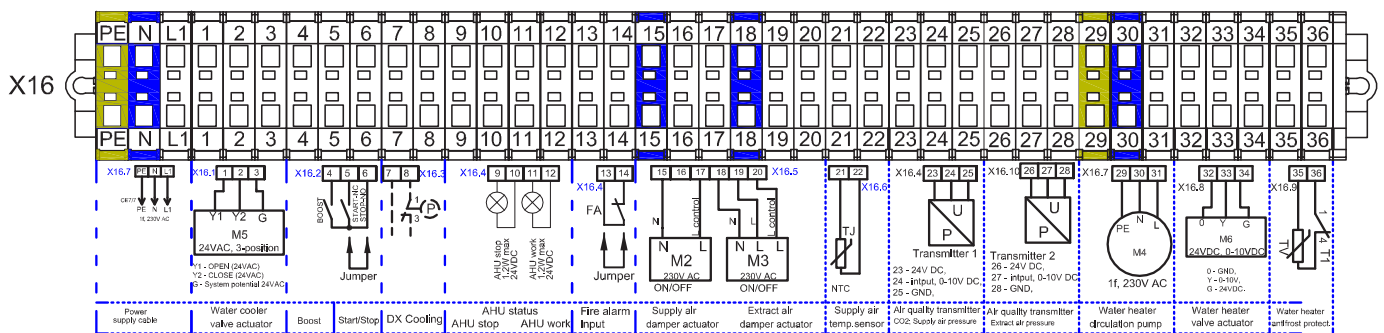 PE N L1 1 2 3 4 5 6 7 8 9 10 11 12 13 14 15 16 17 18 19 20 21 22 23 24 25 26 27 28 29 30 31 32 33 34 35 36
X16
PE N L1 1 2 3 4 5 6 7 8 9 10 11 12 13 14 15 16 17 18 19 20 21 22 23 24 25 26 27 28 29 30 31 32 33 34 35 36
X16.7 PE N L1
PE N L1
1f, 230V AC
X16.1 1 2 3
Y1 Y2 G
M5
24VAC, 3-position
Y1 - OPEN (24VAC)
Y2 - CLOSE (24VAC)
G - System potential 24VAC
X16.2 4 5 6
BOOST
START-NC
STOP-NO
Jumper
7 8 X16.3
1
3
P
X16.4 9 10 11 12
AHU stop
1,2W max
24VDC
AHU work
1,2W max
24VDC
13 14
X16.4
FA
Jumper
15 16 17 18 19 20 X16.5
N L control
M2
230V AC
ON/OFF
N L L control
M3
230V AC
ON/OFF
21 22
X16.6
TJ
NTC
X16.4 23 24 25
U
P
Transmitter 1
23 - 24V DC,
24 - intput, 0-10V DC
25 - GND,
X16.10 26 27 28
U
P
Transmitter 2
26 - 24V DC,
27 - intput, 0-10V DC
28 - GND,
X16.7 29 30 31
PE N L
M4
1f, 230V AC
32 33 34
X16.8
0 Y G
M6
24VDC, 0-10VDC
0 - GND,
Y - 0-10V,
G - 24VDC.
35 36
X16.9
TV
1
4
T1
Power
supply cable
Water cooler
valve actuator
Boost
Start/Stop
DX Cooling
AHU status
AHU stop AHU work
Fire alarm
Input
Supply air
damper actuator
Extract air
damper actuator
Supply air
temp.sensor
Air quality transmitter
CO2; Supply air pressure
Air quality transmitter
Extract air pressure
Water heater
circulation pump
Water heater
valve actuator
Water heater
antifrost protect.